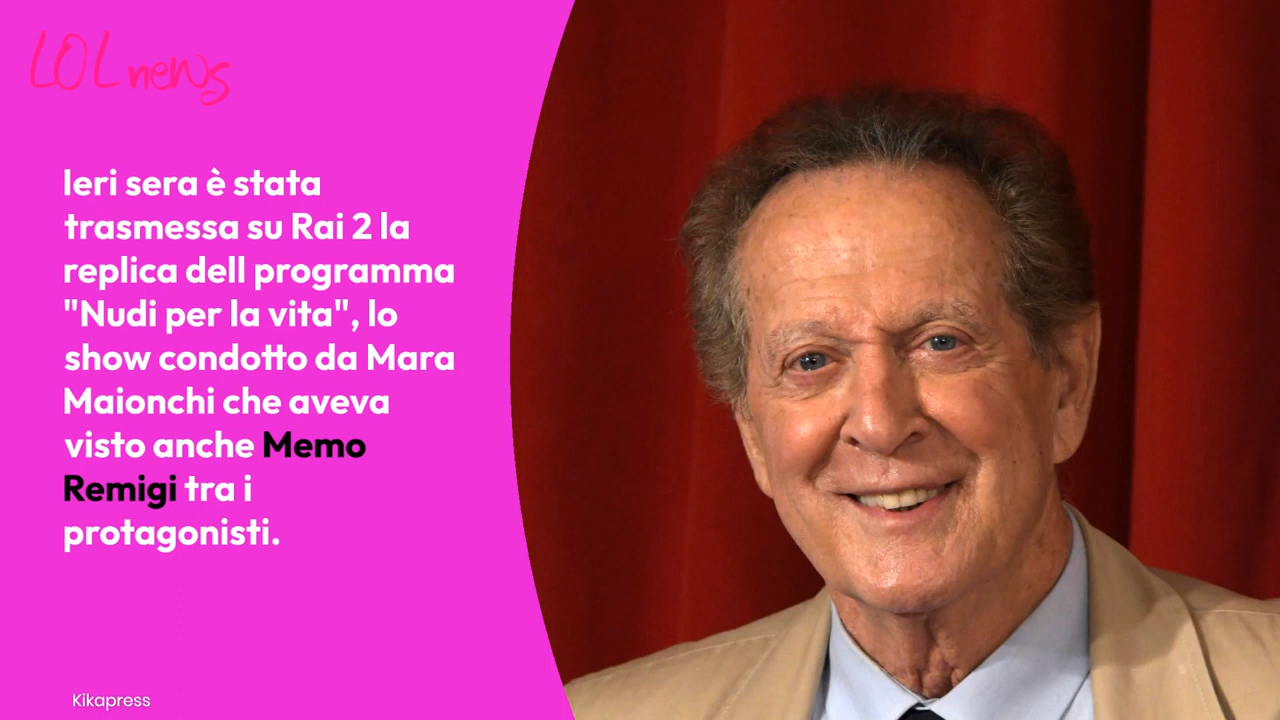 LOL news
Ieri sera è stata
trasmessa su Rai 2 la
replica dell programma
"Nudi per la vita", lo
show condotto da Mara
Maionchi che aveva
visto anche Memo
Remigi tra i
protagonisti.
Kikapress